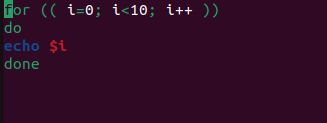 for (( i=0; i<10; i++ ))
do
echo $i
done